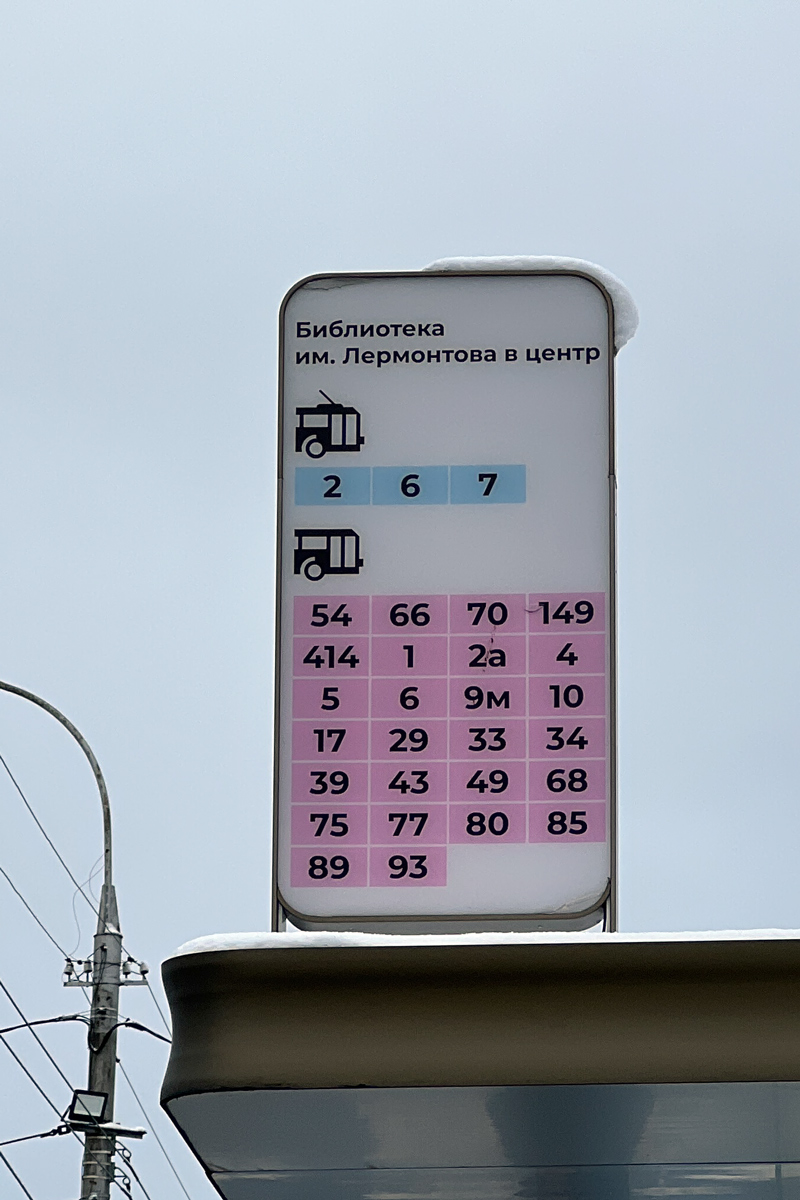 Библиотека
им. Лермонтова в центр
2 6 7
54 66 70 149
414 1 2а 4
5 6 9м 10
17 29 33 34
39 43 49 68
75 77 80 85
89 93